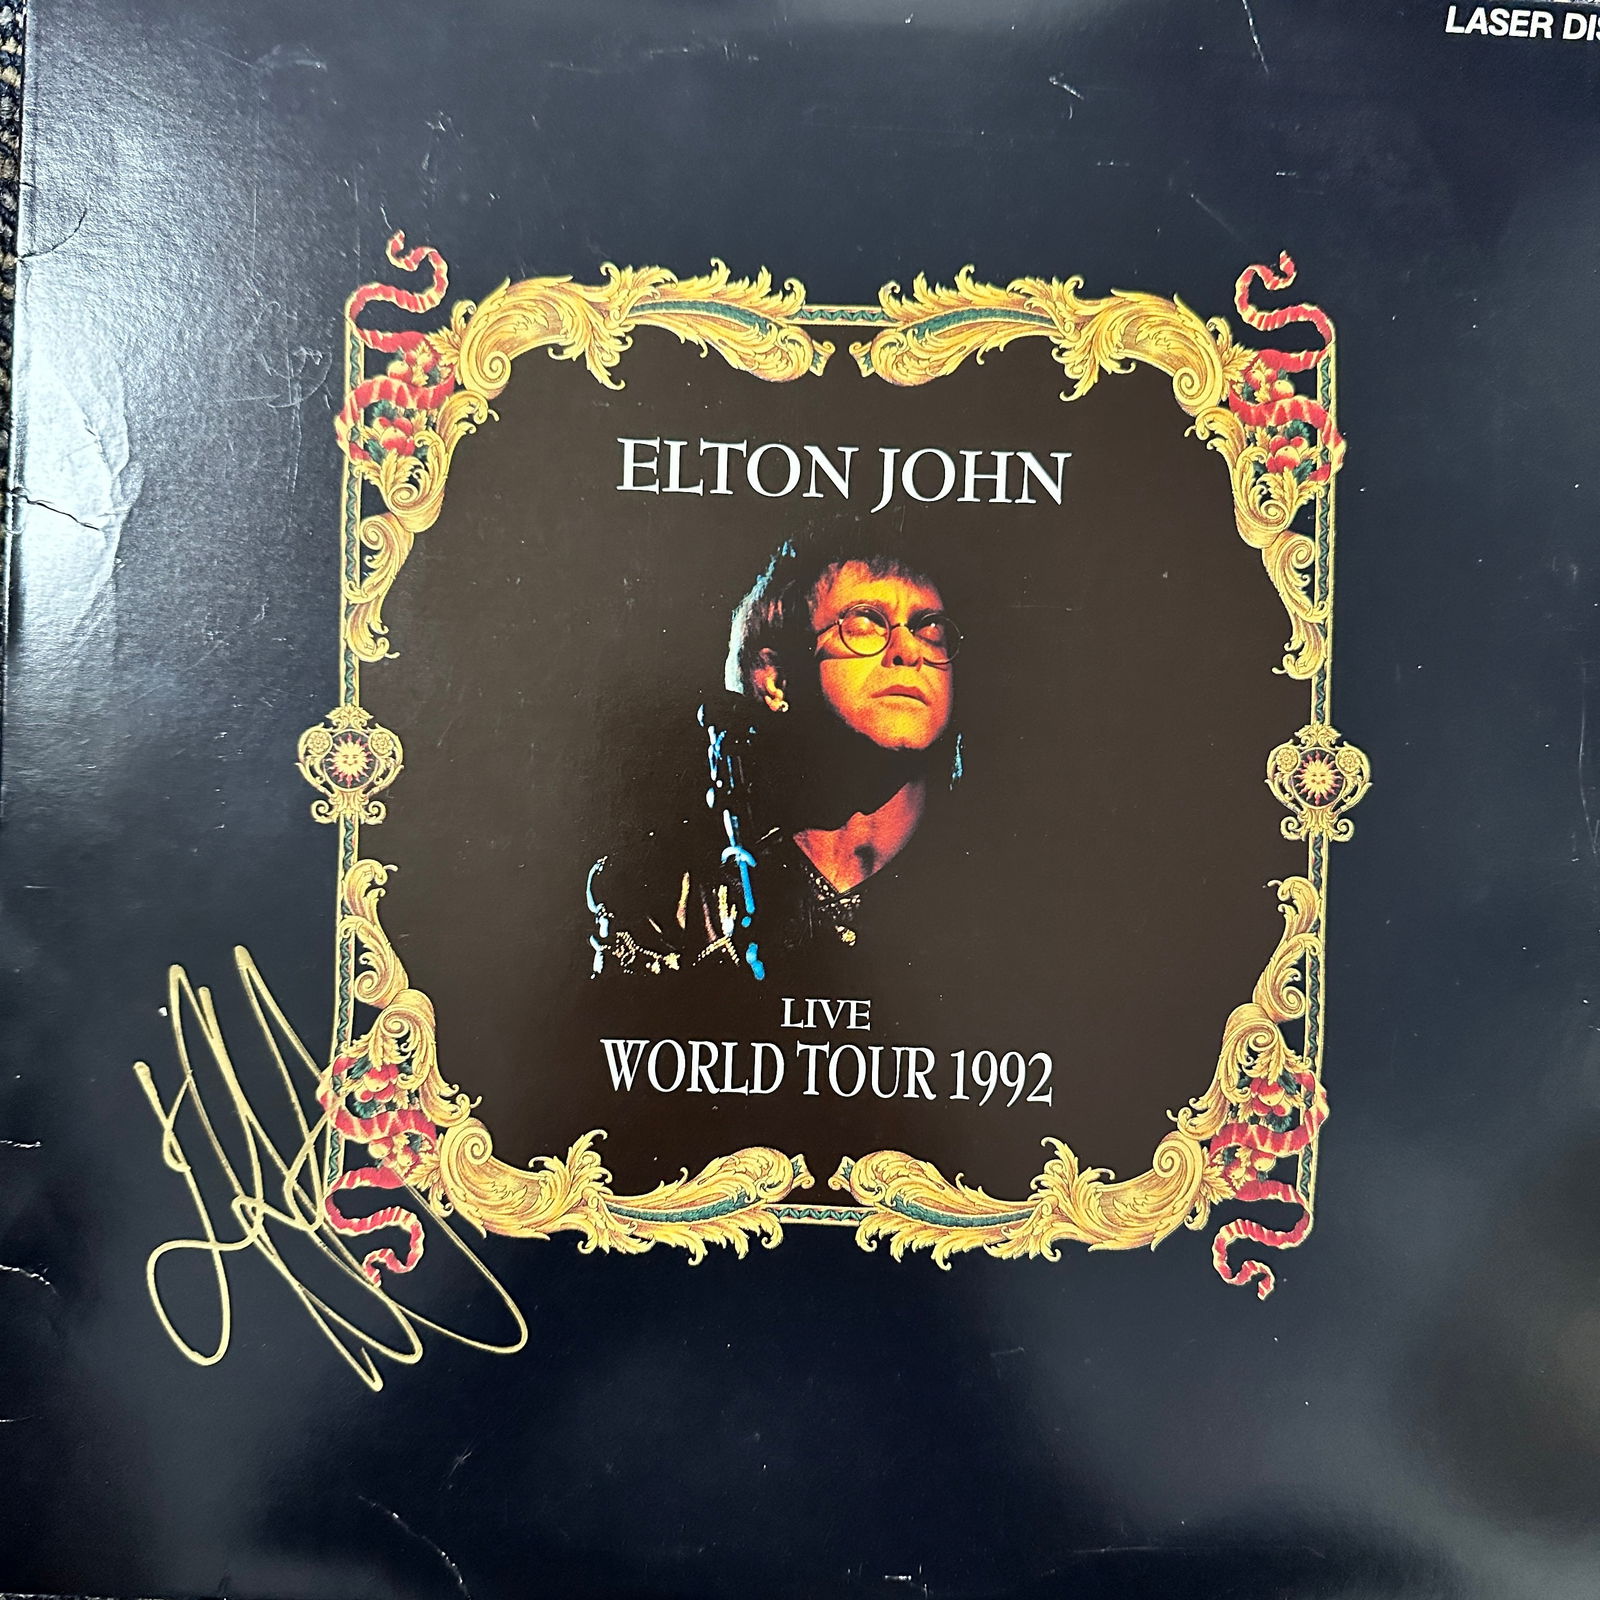 LASER DIS
ELTON JOHN
LIVE
WORLD TOUR 1992